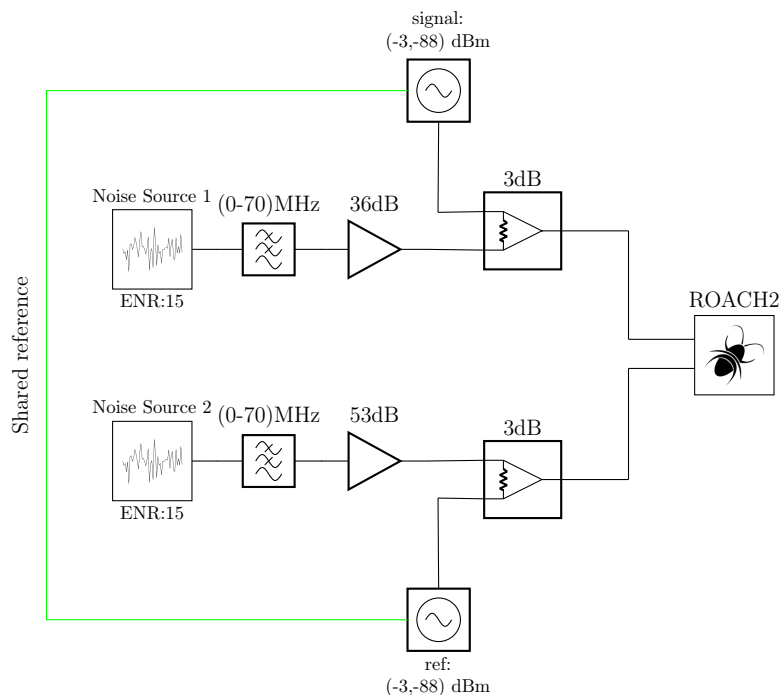 signal:
(-3,-88) dBm
3dB
Noise Source 1
(0-70)MHz
36dB
ENR:15
ROACH2
Shared reference
Noise Source 2
(0-70)MHz
53dB
3dB
ENR:15
ref:
(-3,-88) dBm